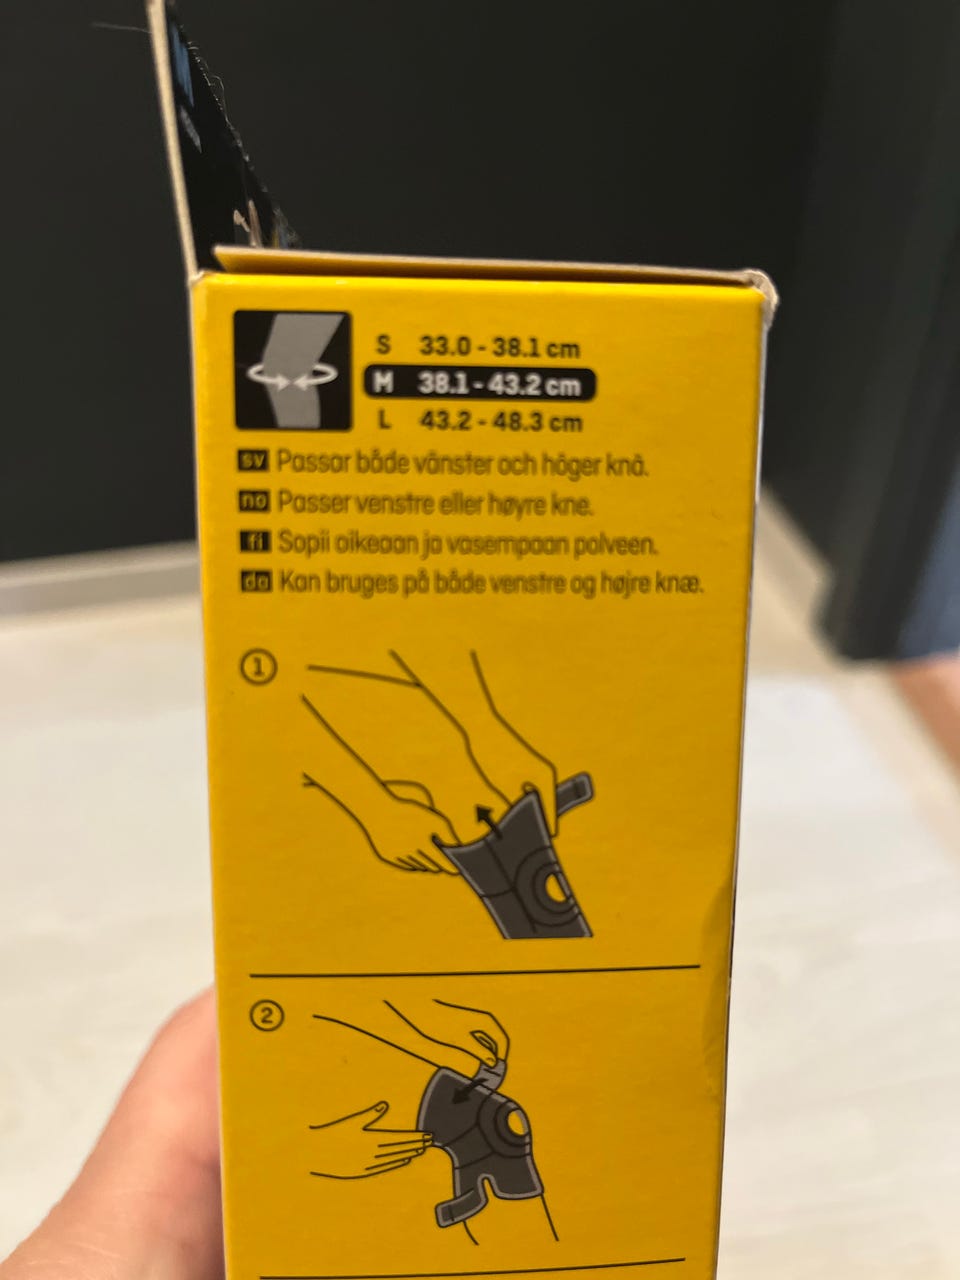 S 33.0 - 38.1 cm
M 38.1 - 43.2 cm
L 43.2 - 48.3 cm
sv Passar både vänster och höger knä.
no Passer venstre eller høyre kne.
fi Sopii oikeaan ja vasempaan polveen.
da Kan bruges på både venstre og højre knæ.
1
2